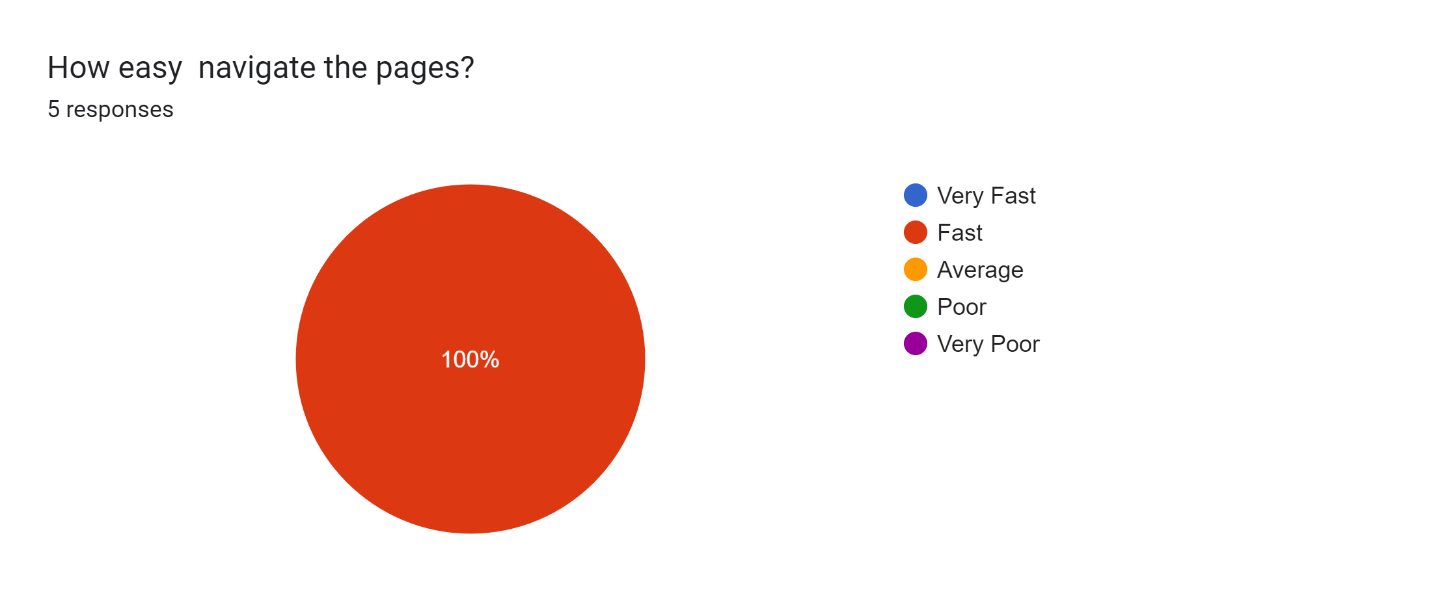 How easy  navigate the pages?
5 responses
100%
Very Fast
Fast
Average
Poor
Very Poor